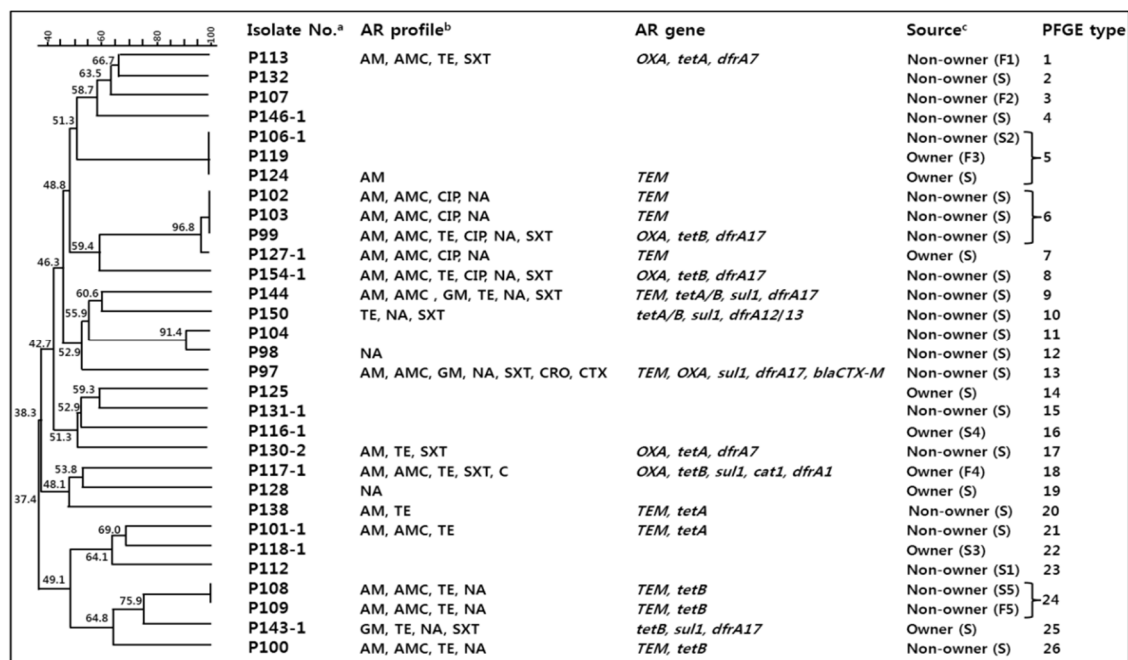 40 60 80 100 Isolate No.a AR profileb AR gene Sourcec PFGE type
66.7 P113 AM, AMC, TE, SXT OXA, tetA, dfrA7 Non-owner (F1) 1
63.5 P132 Non-owner (S) 2
58.7 P107 Non-owner (F2) 3
P146-1 Non-owner (S) 4
51.3 P106-1 Non-owner (S2)
P119 Owner (F3) 5
48.8 P124 AM TEM Owner (S)
P102 AM, AMC, CIP, NA TEM Non-owner (S)
P103 AM, AMC, CIP, NA TEM Non-owner (S) 6
96.8 P99 AM, AMC, TE, CIP, NA, SXT OXA, tetB, dfrA17 Non-owner (S)
59.4 P127-1 AM, AMC, CIP, NA TEM Owner (S) 7
46.3 P154-1 AM, AMC, TE, CIP, NA, SXT OXA, tetB, dfrA17 Non-owner (S) 8
60.6 P144 AM, AMC , GM, TE, NA, SXT TEM, tetA/B, sul1, dfrA17 Non-owner (S) 9
55.9 P150 TE, NA, SXT tetA/B, sul1, dfrA12/13 Non-owner (S) 10
91.4 P104 Non-owner (S) 11
42.7 52.9 P98 NA Non-owner (S) 12
P97 AM, AMC, GM, NA, SXT, CRO, CTX TEM, OXA, sul1, dfrA17, blaCTX-M Non-owner (S) 13
59.3 P125 Owner (S) 14
38.3 52.9 P131-1 Non-owner (S) 15
51.3 P116-1 Owner (S4) 16
P130-2 AM, TE, SXT OXA, tetA, dfrA7 Non-owner (S) 17
53.8 P117-1 AM, AMC, TE, SXT, C OXA, tetB, sul1, cat1, dfrA1 Owner (F4) 18
37.4 48.1 P128 NA Owner (S) 19
P138 AM, TE TEM, tetA Non-owner (S) 20
69.0 P101-1 AM, AMC, TE TEM, tetA Non-owner (S) 21
64.1 P118-1 Owner (S3) 22
49.1 P112 Non-owner (S1) 23
P108 AM, AMC, TE, NA TEM, tetB Non-owner (S5) 24
75.9 P109 AM, AMC, TE, NA TEM, tetB Non-owner (F5)
64.8 P143-1 GM, TE, NA, SXT tetB, sul1, dfrA17 Owner (S) 25
P100 AM, AMC, TE, NA TEM, tetB Non-owner (S) 26